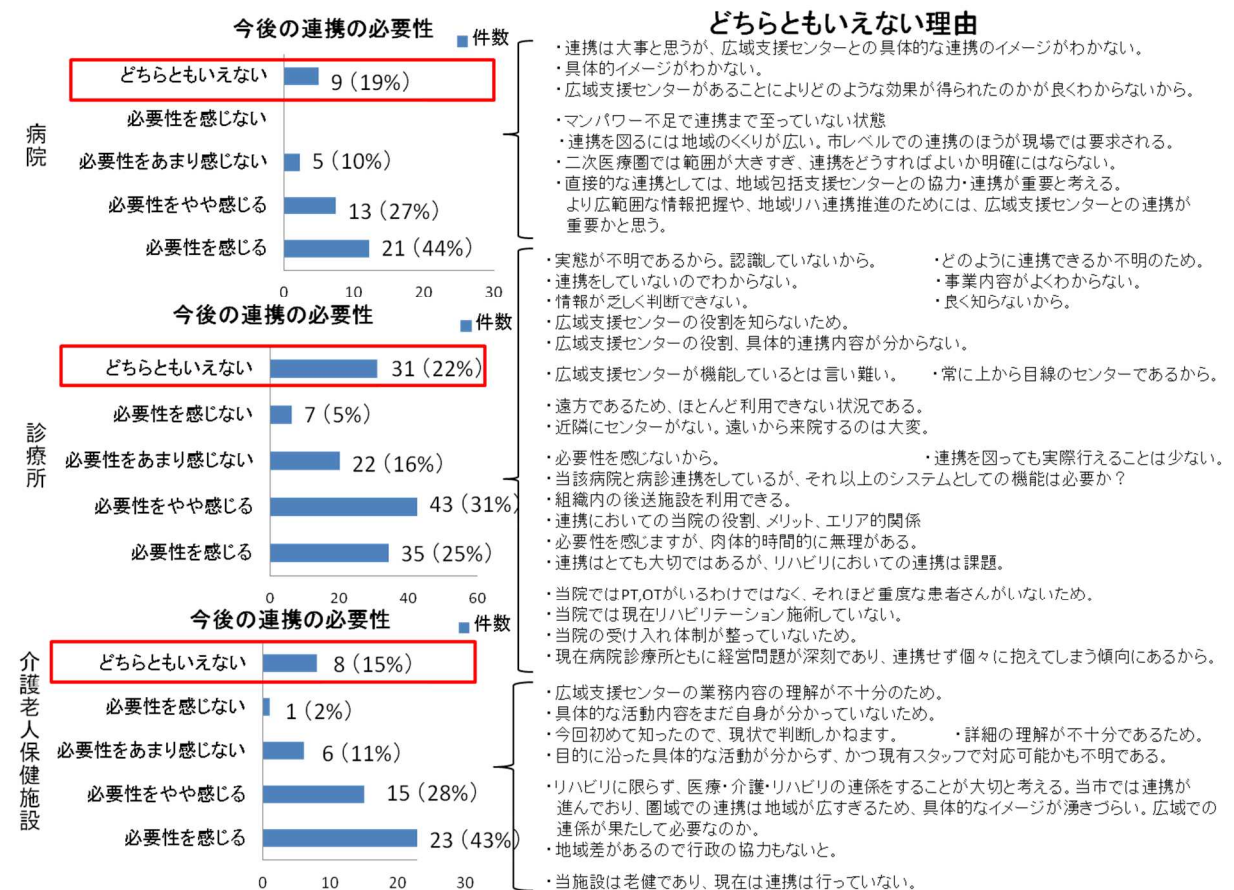 今後の連携の必要性
■件数
病院
どちらともいえない 9（19%）
必要性を感じない
必要性をあまり感じない 5（10%）
必要性をやや感じる 13（27%）
必要性を感じる 21（44%）
0 10 20 30
今後の連携の必要性
■件数
診療所
どちらともいえない 31（22%）
必要性を感じない 7（5%）
必要性をあまり感じない 22（16%）
必要性をやや感じる 43（31%）
必要性を感じる 35（25%）
0 20 40 60
今後の連携の必要性
■件数
介護老人保健施設
どちらともいえない 8（15%）
必要性を感じない 1（2%）
必要性をあまり感じない 6（11%）
必要性をやや感じる 15（28%）
必要性を感じる 23（43%）
0 10 20 30
どちらともいえない理由
・連携は大事と思うが、広域支援センターとの具体的な連携のイメージがわかない。
・具体的イメージがわかない。
・広域支援センターがあることによりどのような効果が得られたのかが良くわからないから。
・マンパワー不足で連携まで至っていない状態
・連携を図るには地域のくくりが広い。市レベルでの連携のほうが現場では要求される。
・二次医療圏では範囲が大きすぎ、連携をどうすればよいか明確にはならない。
・直接的な連携としては、地域包括支援センターとの協力・連携が重要と考える。
より広範囲な情報把握や、地域リハ連携推進のためには、広域支援センターとの連携が
重要かと思う。
・実態が不明であるから。認識していないから。 ・どのように連携できるか不明のため。
・連携をしていないのでわからない。 ・事業内容がよくわからない。
・情報が乏しく判断できない。 ・良く知らないから。
・広域支援センターの役割を知らないため。
・広域支援センターの役割、具体的連携内容が分からない。
・広域支援センターが機能しているとは言い難い。 ・常に上から目線のセンターであるから。
・遠方であるため、ほとんど利用できない状況である。
・近隣にセンターがない。遠いから来院するのは大変。
・必要性を感じないから。 ・連携を図っても実際行えることは少ない。
・当該病院と病診連携をしているが、それ以上のシステムとしての機能は必要か？
・組織内の後送施設を利用できる。
・連携においての当院の役割、メリット、エリア的関係
・必要性を感じますが、肉体的時間的に無理がある。
・連携はとても大切ではあるが、リハビリにおいての連携は課題。
・当院ではPT,OTがいるわけではなく、それほど重度な患者さんがいないため。
・当院では現在リハビリテーション施術していない。
・当院の受け入れ体制が整っていないため。
・現在病院診療所ともに経営問題が深刻であり、連携せず個々に抱えてしまう傾向にあるから。
・広域支援センターの業務内容の理解が不十分のため。
・具体的な活動内容をまだ自身が分かっていないため。
・今回初めて知ったので、現状で判断しかねます。 ・詳細の理解が不十分であるため。
・目的に沿った具体的な活動が分からず、かつ現有スタッフで対応可能かも不明である。
・リハビリに限らず、医療・介護・リハビリの連係をすることが大切と考える。当市では連携が
進んでおり、圏域での連携は地域が広すぎるため、具体的なイメージが湧きづらい。広域での
連係が果たして必要なのか。
・地域差があるので行政の協力もないと。
・当施設は老健であり、現在は連携は行っていない。